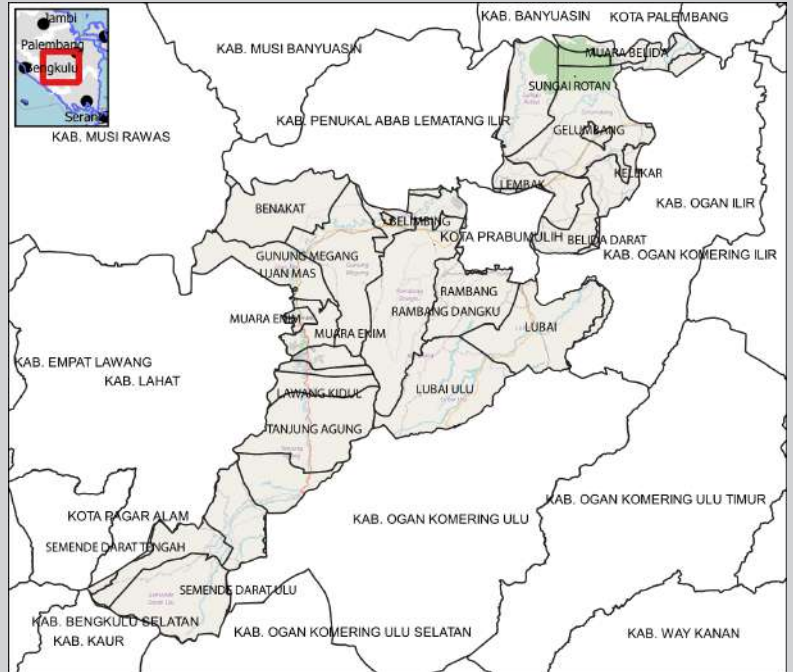 Jambi
Palembang
Bengkulu
Serang
KAB. BANYUASIN
KOTA PALEMBANG
KAB. MUSI BANYUASIN
MUARA BELIDA
SUNGAI ROTAN
KAB. PENUKAL ABAB LEMATANG ILIR
GELUMBANG
KAB. MUSI RAWAS
KELEKAR
LEMBAK
KAB. OGAN ILIR
BENAKAT
BELIMBING
KOTA PRABUMULIH
BELIDA DARAT
KAB. OGAN KOMERING ILIR
GUNUNG MEGANG
UJAN MAS
RAMBANG
RAMBANG DANGKU
MUARA ENIM
MUARA ENIM
LUBAI
KAB. EMPAT LAWANG
KAB. LAHAT
LAWANG KIDUL
LUBAI ULU
TANJUNG AGUNG
KAB. OGAN KOMERING ULU TIMUR
KOTA PAGAR ALAM
KAB. OGAN KOMERING ULU
SEMENDE DARAT TENGAH
SEMENDE DARAT ULU
KAB. BENGKULU SELATAN
KAB. KAUR
KAB. OGAN KOMERING ULU SELATAN
KAB. WAY KANAN